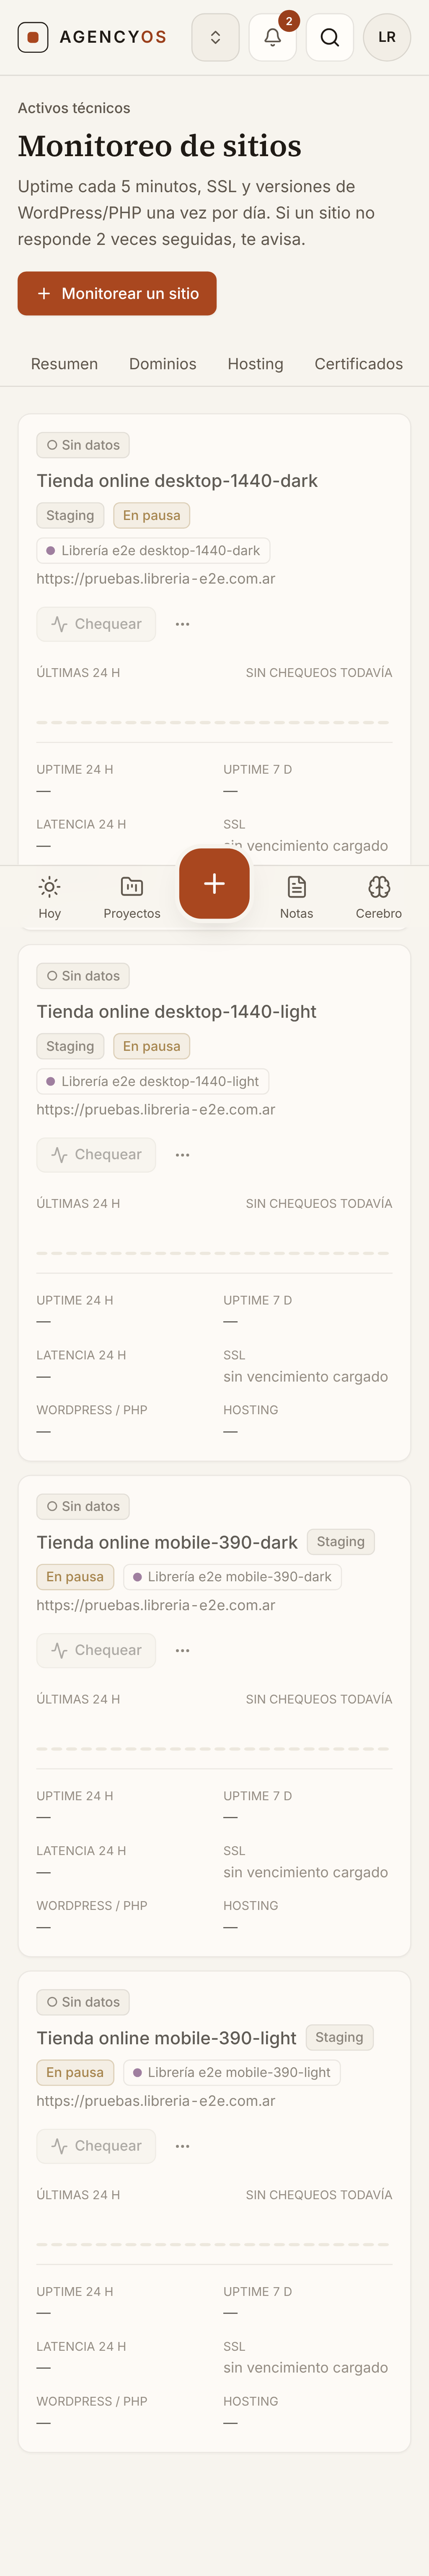 AGENCYOS
2
LR
Activos técnicos
Monitoreo de sitios
Uptime cada 5 minutos, SSL y versiones de
WordPress/PHP una vez por día. Si un sitio no
responde 2 veces seguidas, te avisa.
Monitorear un sitio
Resumen Dominios Hosting Certificados
Sin datos
Tienda online desktop-1440-dark
Staging En pausa
Librería e2e desktop-1440-dark
https://pruebas.libreria-e2e.com.ar
Chequear
ÚLTIMAS 24 H SIN CHEQUEOS TODAVÍA
UPTIME 24 H UPTIME 7 D
— —
LATENCIA 24 H SSL
— sin vencimiento cargado
Hoy Proyectos Notas Cerebro
Sin datos
Tienda online desktop-1440-light
Staging En pausa
Librería e2e desktop-1440-light
https://pruebas.libreria-e2e.com.ar
Chequear
ÚLTIMAS 24 H SIN CHEQUEOS TODAVÍA
UPTIME 24 H UPTIME 7 D
— —
LATENCIA 24 H SSL
— sin vencimiento cargado
WORDPRESS / PHP HOSTING
— —
Sin datos
Tienda online mobile-390-dark Staging
En pausa Librería e2e mobile-390-dark
https://pruebas.libreria-e2e.com.ar
Chequear
ÚLTIMAS 24 H SIN CHEQUEOS TODAVÍA
UPTIME 24 H UPTIME 7 D
— —
LATENCIA 24 H SSL
— sin vencimiento cargado
WORDPRESS / PHP HOSTING
— —
Sin datos
Tienda online mobile-390-light Staging
En pausa Librería e2e mobile-390-light
https://pruebas.libreria-e2e.com.ar
Chequear
ÚLTIMAS 24 H SIN CHEQUEOS TODAVÍA
UPTIME 24 H UPTIME 7 D
— —
LATENCIA 24 H SSL
— sin vencimiento cargado
WORDPRESS / PHP HOSTING
— —